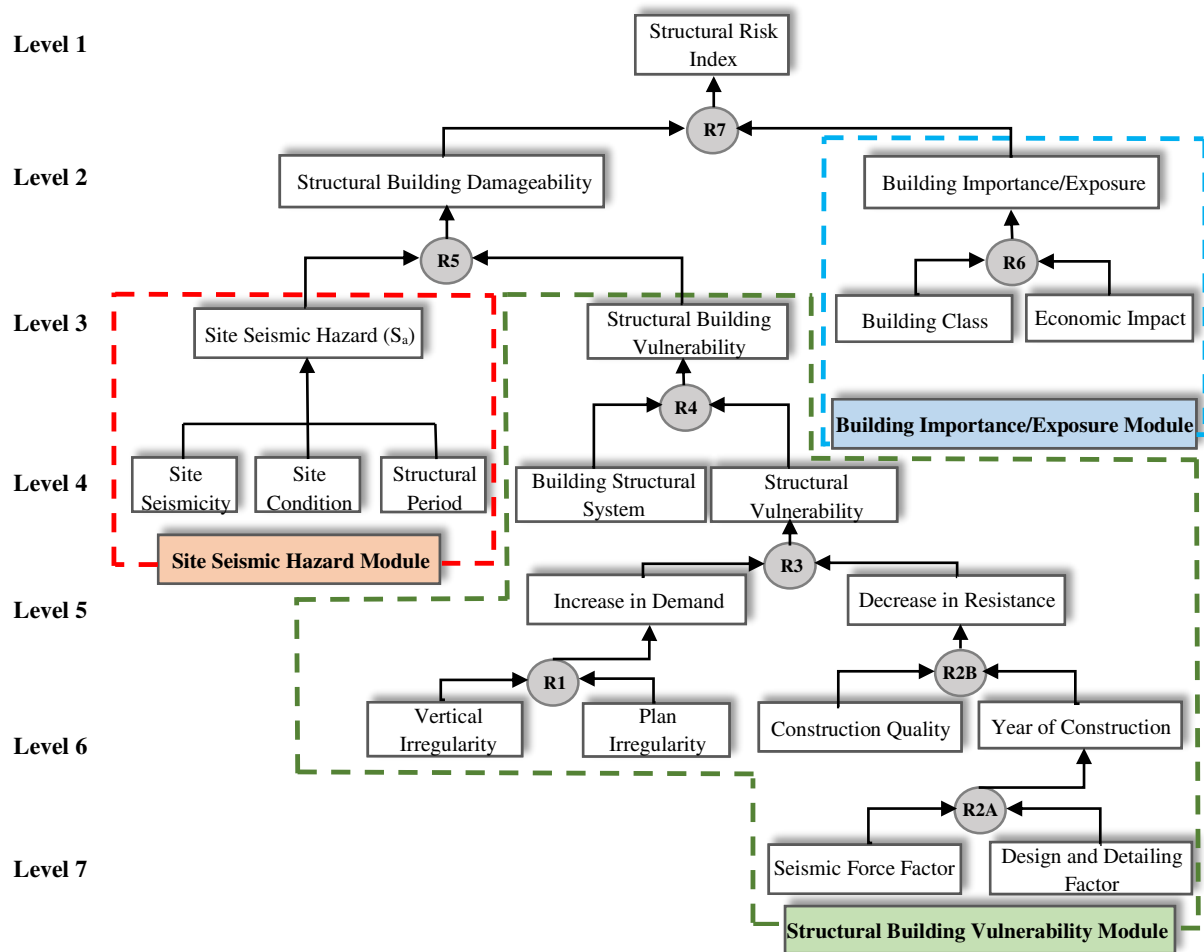 Level 1
Structural Risk
Index
R7
Level 2
Structural Building Damageability
Building Importance/Exposure
R5
R6
Level 3
Site Seismic Hazard (Sₐ)
Structural Building
Vulnerability
Building Class
Economic Impact
R4
Building Importance/Exposure Module
Level 4
Site
Seismicity
Site
Condition
Structural
Period
Building Structural
System
Structural
Vulnerability
Site Seismic Hazard Module
R3
Level 5
Increase in Demand
Decrease in Resistance
R1
R2B
Level 6
Vertical
Irregularity
Plan
Irregularity
Construction Quality
Year of Construction
R2A
Level 7
Seismic Force Factor
Design and Detailing
Factor
Structural Building Vulnerability Module